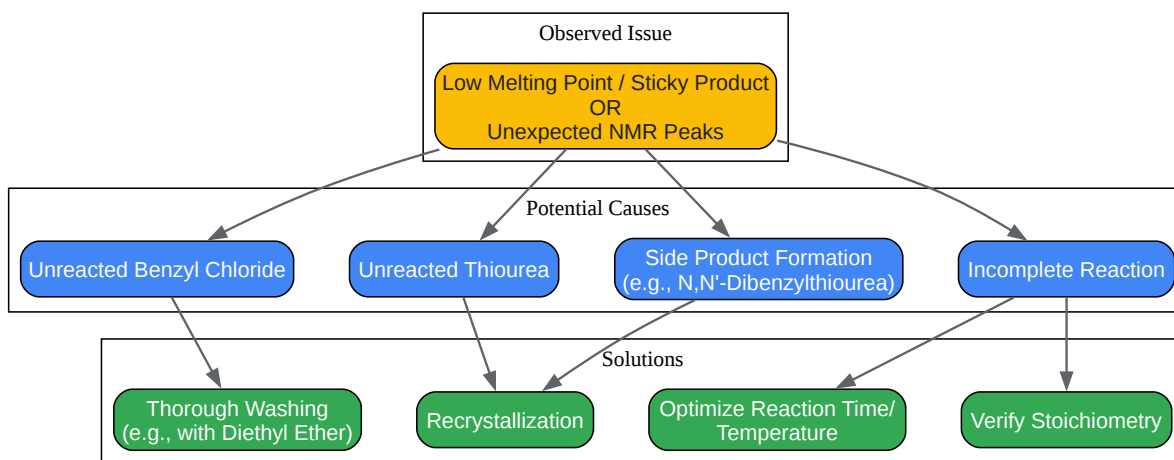 Observed Issue
Low Melting Point / Sticky Product
OR
Unexpected NMR Peaks
Potential Causes
Unreacted Benzyl Chloride
Unreacted Thiourea
Side Product Formation
(e.g., N,N'-Dibenzylthiourea)
Incomplete Reaction
Solutions
Thorough Washing
(e.g., with Diethyl Ether)
Recrystallization
Optimize Reaction Time/
Temperature
Verify Stoichiometry